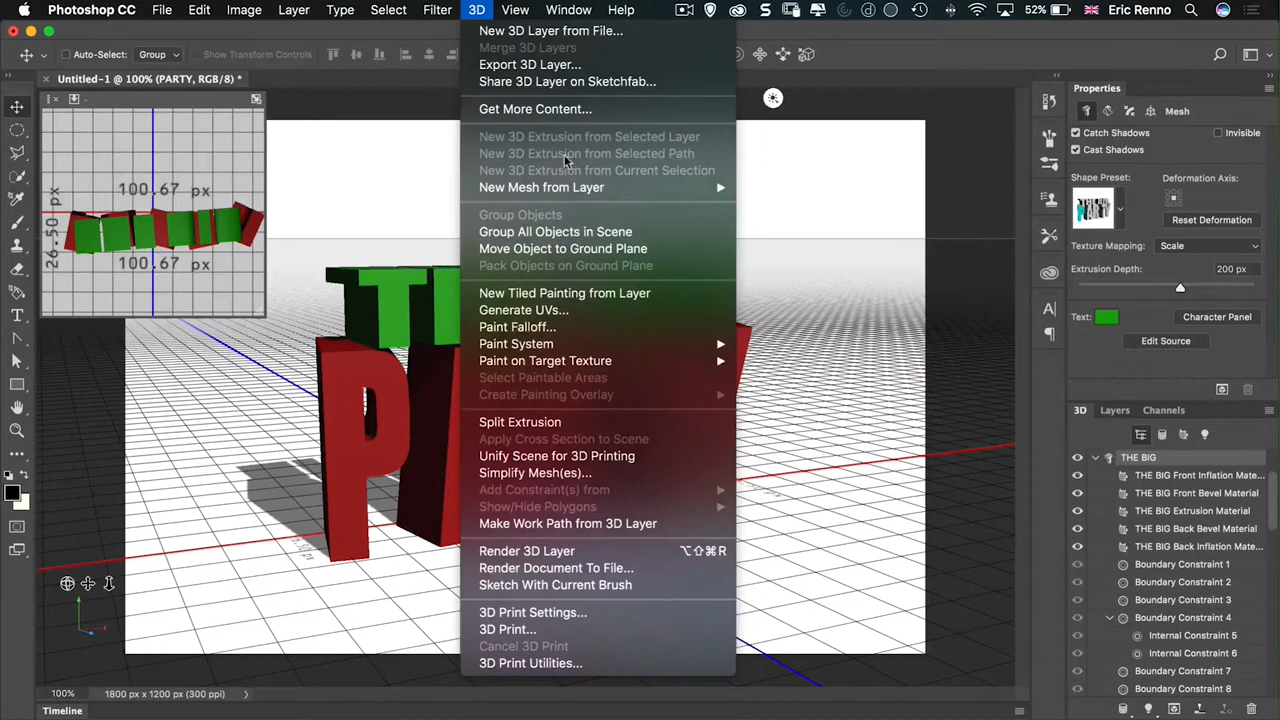 Photoshop CC File Edit Image Layer Type Select Filter 3D View Window Help 52% Eric Renno
Auto-Select: Group Show Transform Controls
Untitled-1 @ 100% (PARTY, RGB/8) *
100.67 px
26.50 px
100.67 px
New 3D Layer from File...
Merge 3D Layers
Export 3D Layer...
Share 3D Layer on Sketchfab...
Get More Content...
New 3D Extrusion from Selected Layer
New 3D Extrusion from Selected Path
New 3D Extrusion from Current Selection
New Mesh from Layer
Group Objects
Group All Objects in Scene
Move Object to Ground Plane
Pack Objects on Ground Plane
New Tiled Painting from Layer
Generate UVs...
Paint Falloff...
Paint System
Paint on Target Texture
Select Paintable Areas
Create Painting Overlay
Split Extrusion
Apply Cross Section to Scene
Unify Scene for 3D Printing
Simplify Mesh(es)...
Add Constraint(s) from
Show/Hide Polygons
Make Work Path from 3D Layer
Render 3D Layer ⌥⇧⌘R
Render Document To File...
Sketch With Current Brush
3D Print Settings...
3D Print...
Cancel 3D Print
3D Print Utilities...
T
P
Properties
Mesh
Catch Shadows Invisible
Cast Shadows
Shape Preset: Deformation Axis:
Reset Deformation
Texture Mapping: Scale
Extrusion Depth: 200 px
Text: Character Panel
Edit Source
3D Layers Channels
THE BIG
THE BIG Front Inflation Mate...
THE BIG Front Bevel Material
THE BIG Extrusion Material
THE BIG Back Bevel Material
THE BIG Back Inflation Mate...
Boundary Constraint 1
Boundary Constraint 2
Boundary Constraint 3
Boundary Constraint 4
Internal Constraint 5
Internal Constraint 6
Boundary Constraint 7
Boundary Constraint 8
100% 1800 px x 1200 px (300 ppi)
Timeline